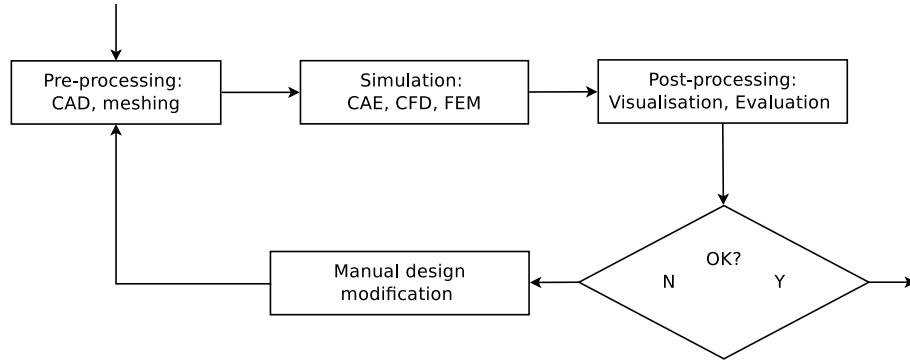 Pre-processing:
CAD, meshing
Simulation:
CAE, CFD, FEM
Post-processing:
Visualisation, Evaluation
OK?
N
Y
Manual design
modification